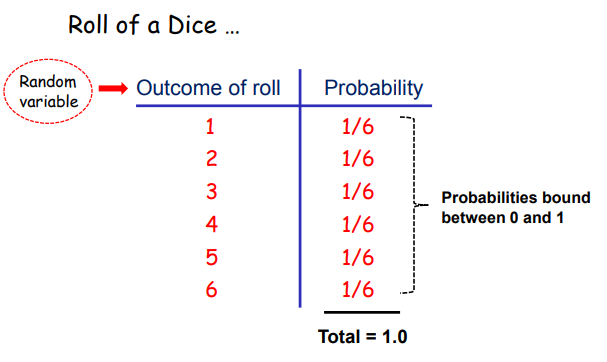 Roll of a Dice ...
Random
variable
Outcome of roll Probability
1 1/6
2 1/6
3 1/6
4 1/6
5 1/6
6 1/6
Probabilities bound
between 0 and 1
Total = 1.0